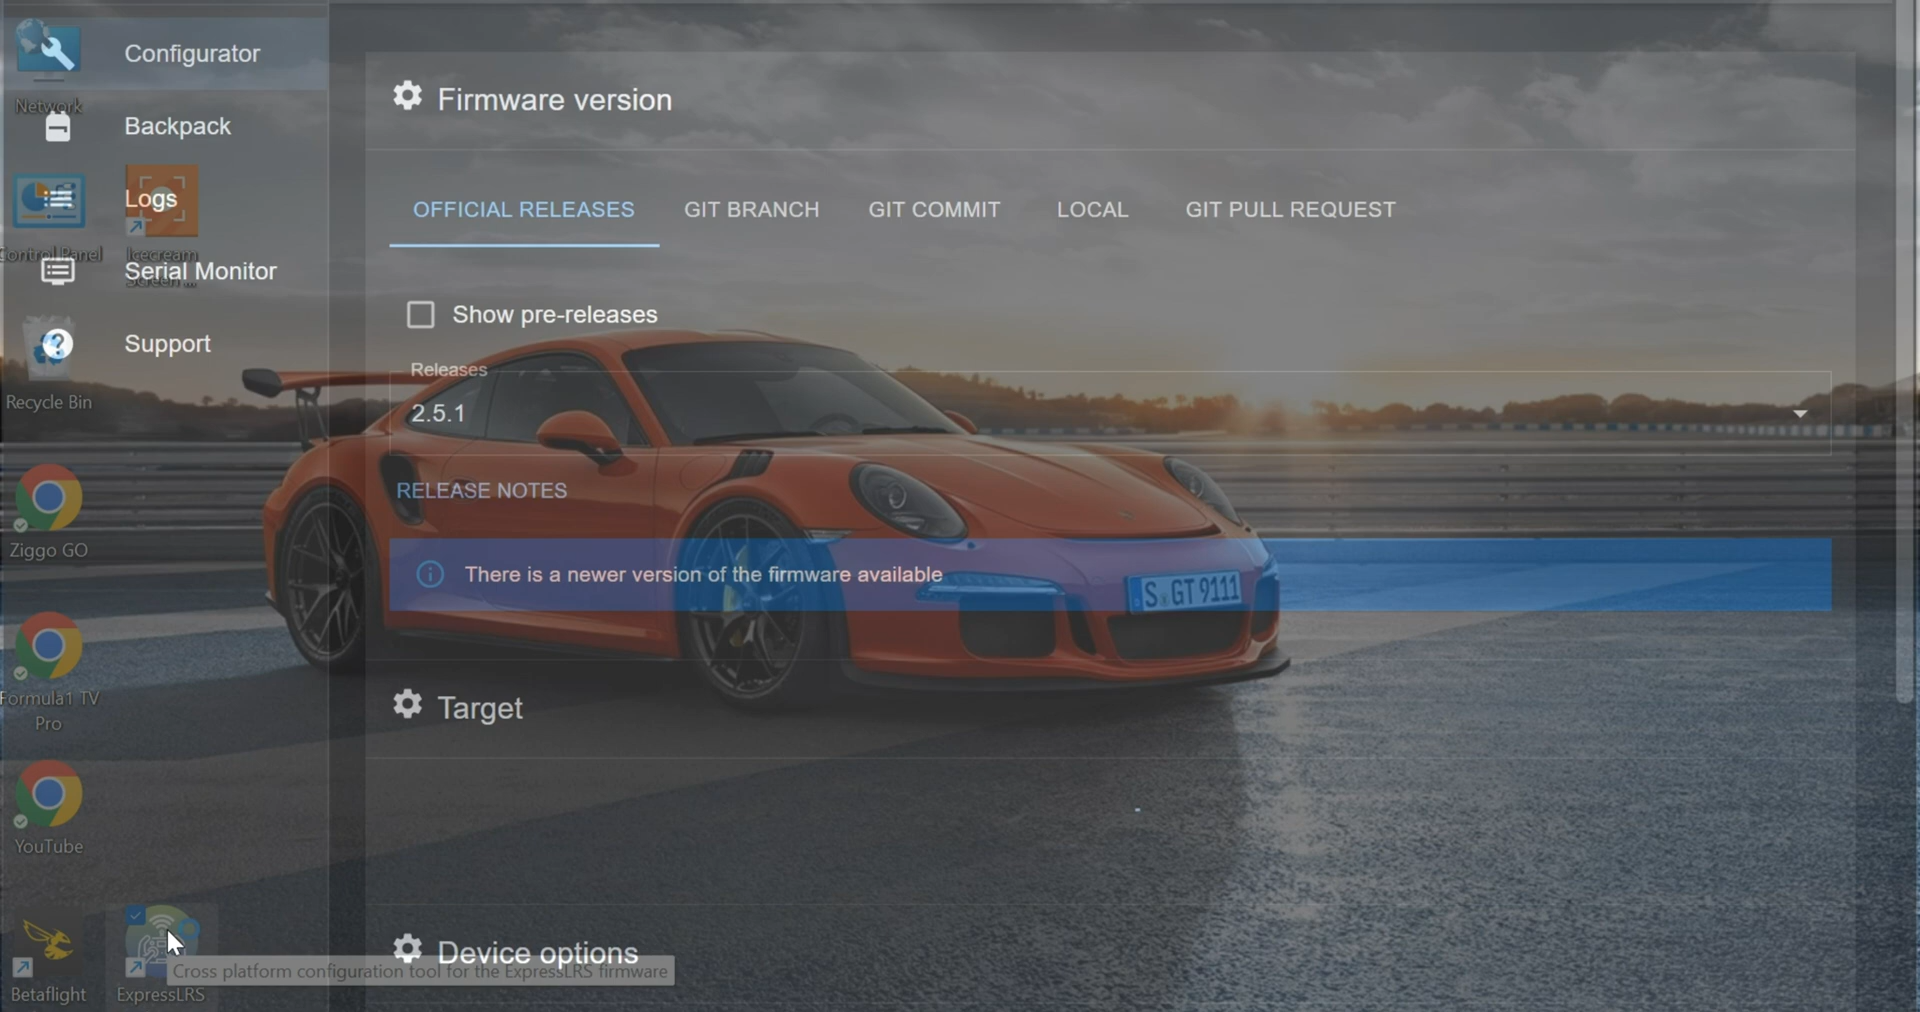 Configurator
Network
Backpack
Logs
Control Panel
Icecream
Screen ...
Serial Monitor
Support
Recycle Bin
Ziggo GO
Formula1 TV
Pro
YouTube
Betaflight
ExpressLRS
Firmware version
OFFICIAL RELEASES
GIT BRANCH
GIT COMMIT
LOCAL
GIT PULL REQUEST
Show pre-releases
Releases
2.5.1
RELEASE NOTES
There is a newer version of the firmware available
S GT 9111
Target
Device options
Cross platform configuration tool for the ExpressLRS firmware